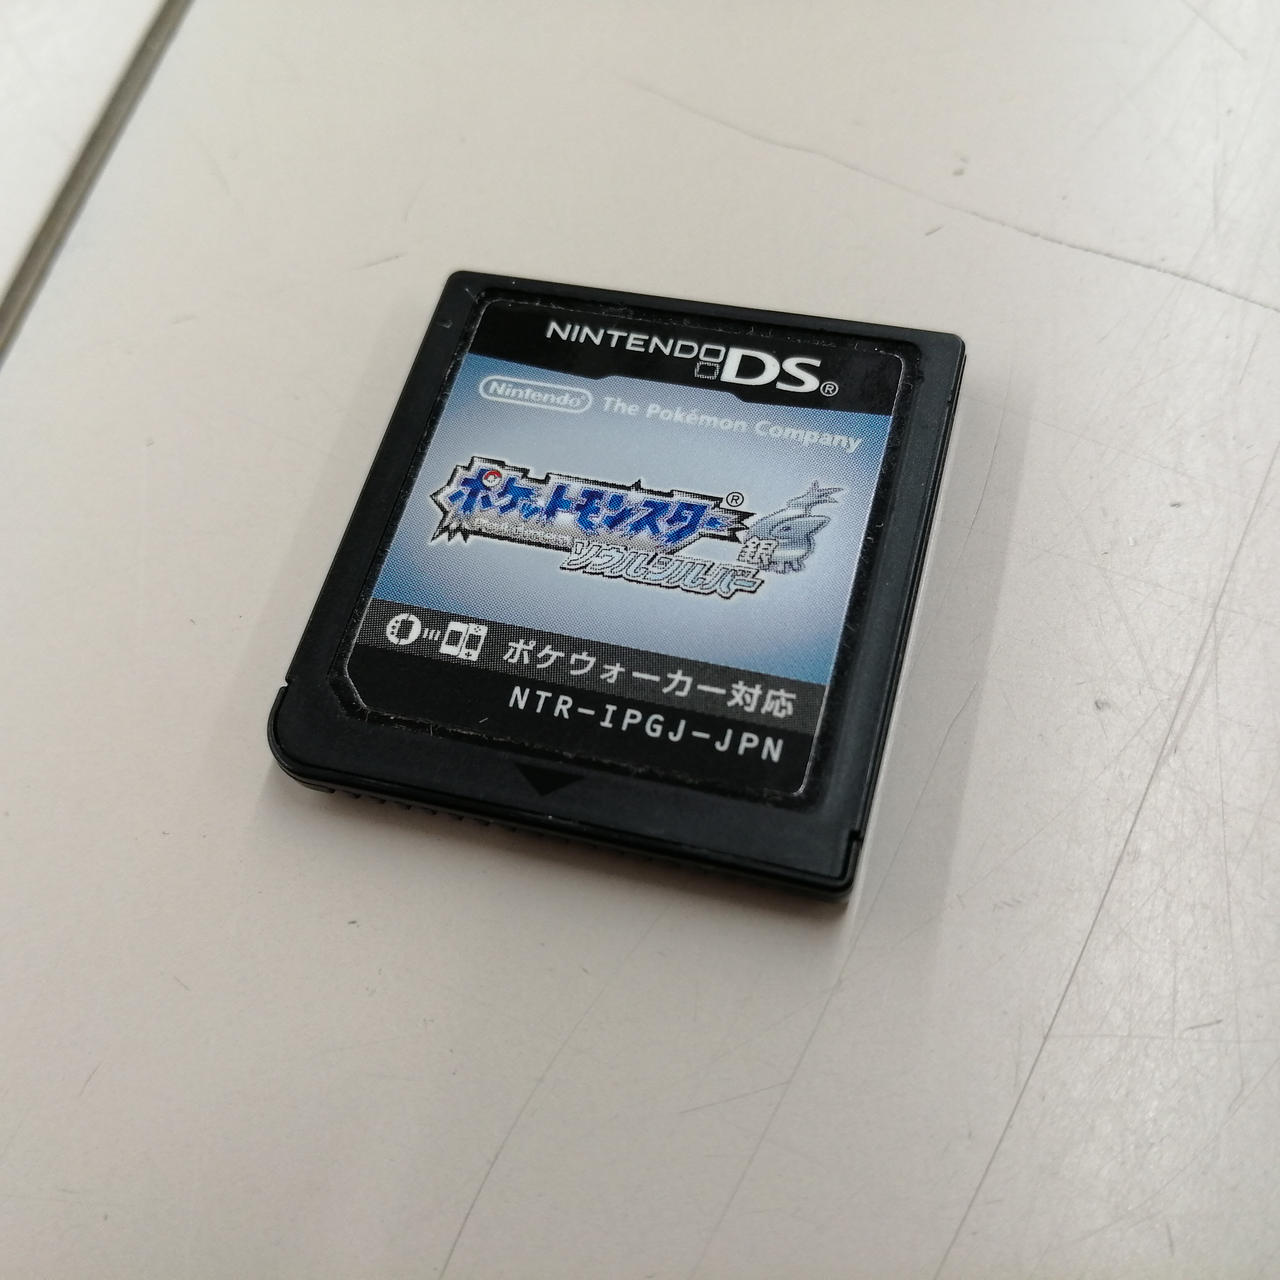 NINTENDO DS®
Nintendo® The Pokémon Company
ポケットモンスター®
銀
ソウルシルバー
ポケウォーカー対応
NTR-IPGJ-JPN